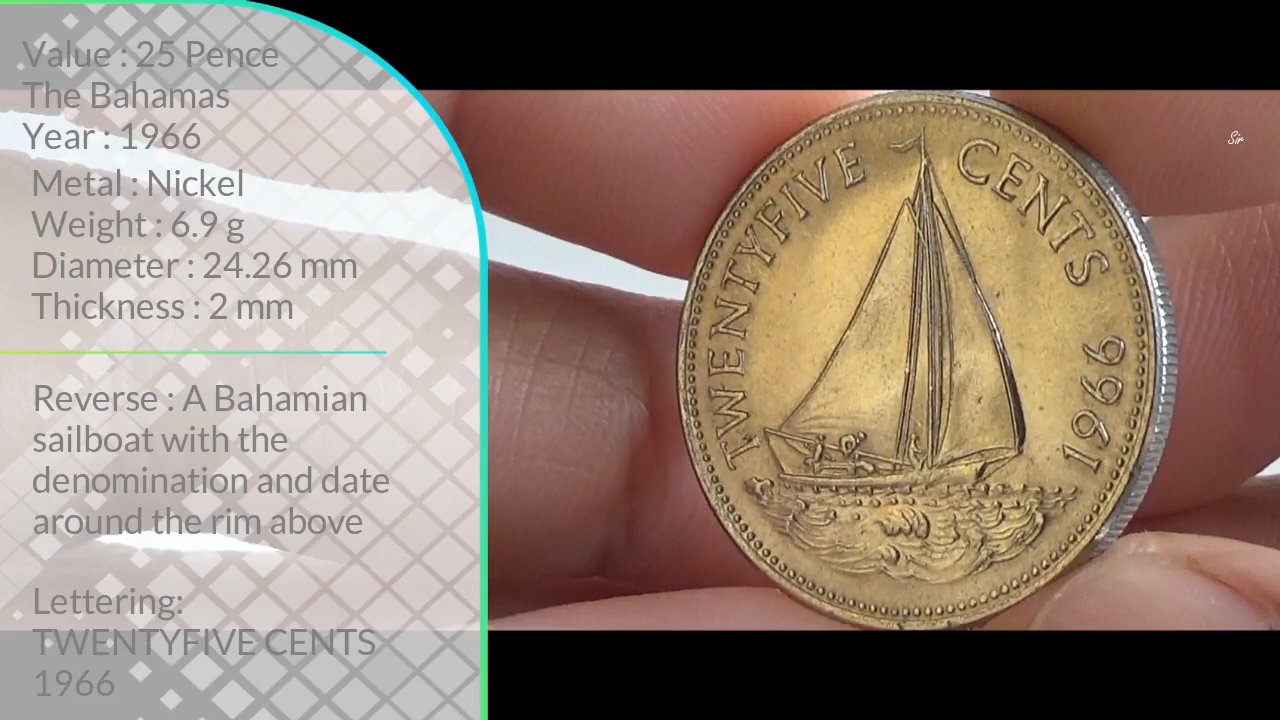 Value : 25 Pence
The Bahamas
Year : 1966
Metal : Nickel
Weight : 6.9 g
Diameter : 24.26 mm
Thickness : 2 mm
Reverse : A Bahamian
sailboat with the
denomination and date
around the rim above
Lettering:
TWENTYFIVE CENTS
1966
TWENTYFIVE CENTS 1966
Sir